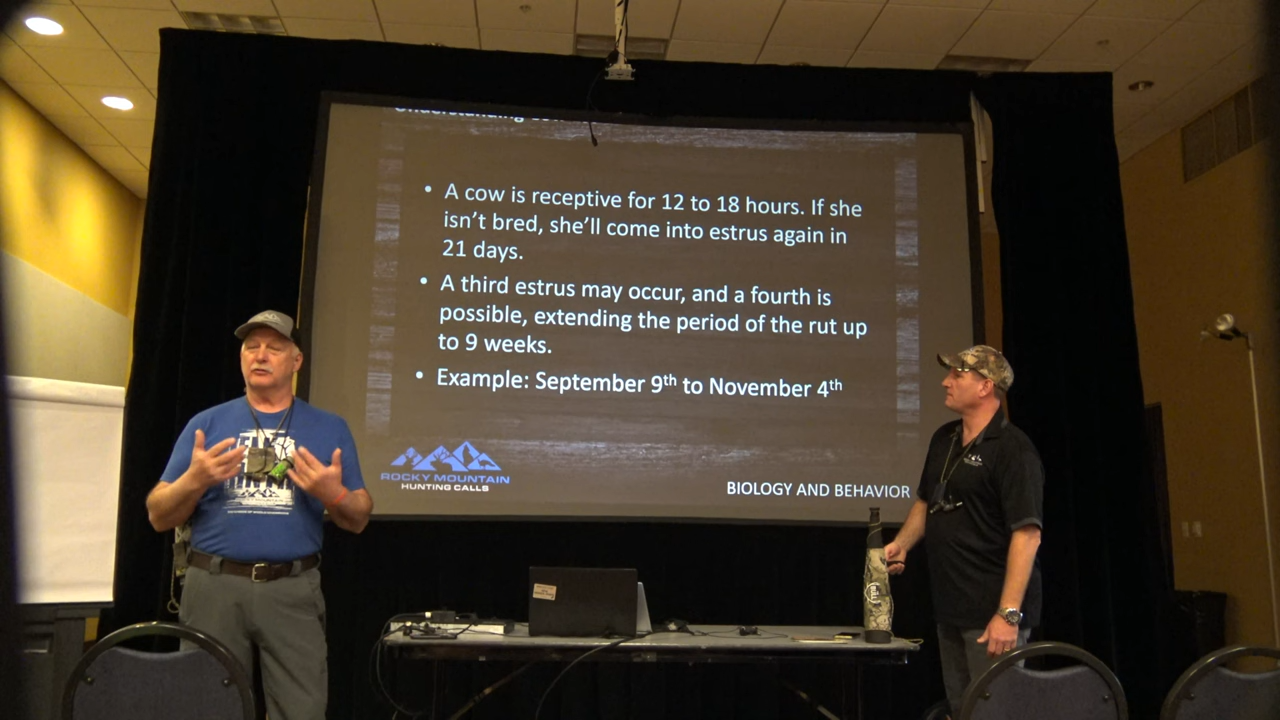 Understanding
• A cow is receptive for 12 to 18 hours. If she
isn't bred, she'll come into estrus again in
21 days.
• A third estrus may occur, and a fourth is
possible, extending the period of the rut up
to 9 weeks.
• Example: September 9th to November 4th
ROCKY MOUNTAIN
HUNTING CALLS
BIOLOGY AND BEHAVIOR
BULL